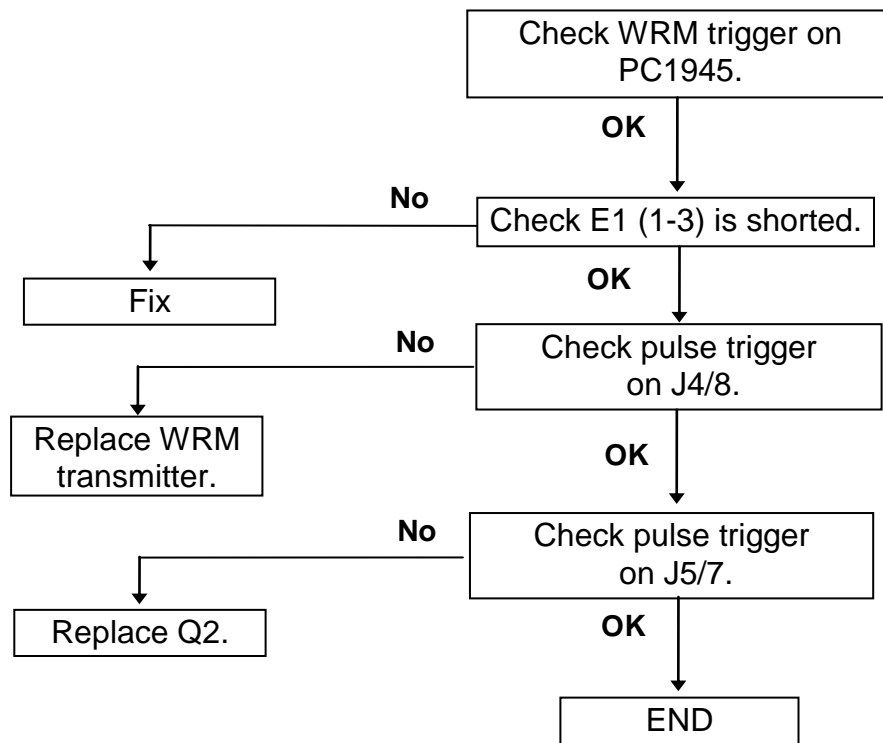 Check WRM trigger on
PC1945.
OK
No
Check E1 (1-3) is shorted.
Fix
OK
No
Check pulse trigger
on J4/8.
Replace WRM
transmitter.
OK
No
Check pulse trigger
on J5/7.
Replace Q2.
OK
END